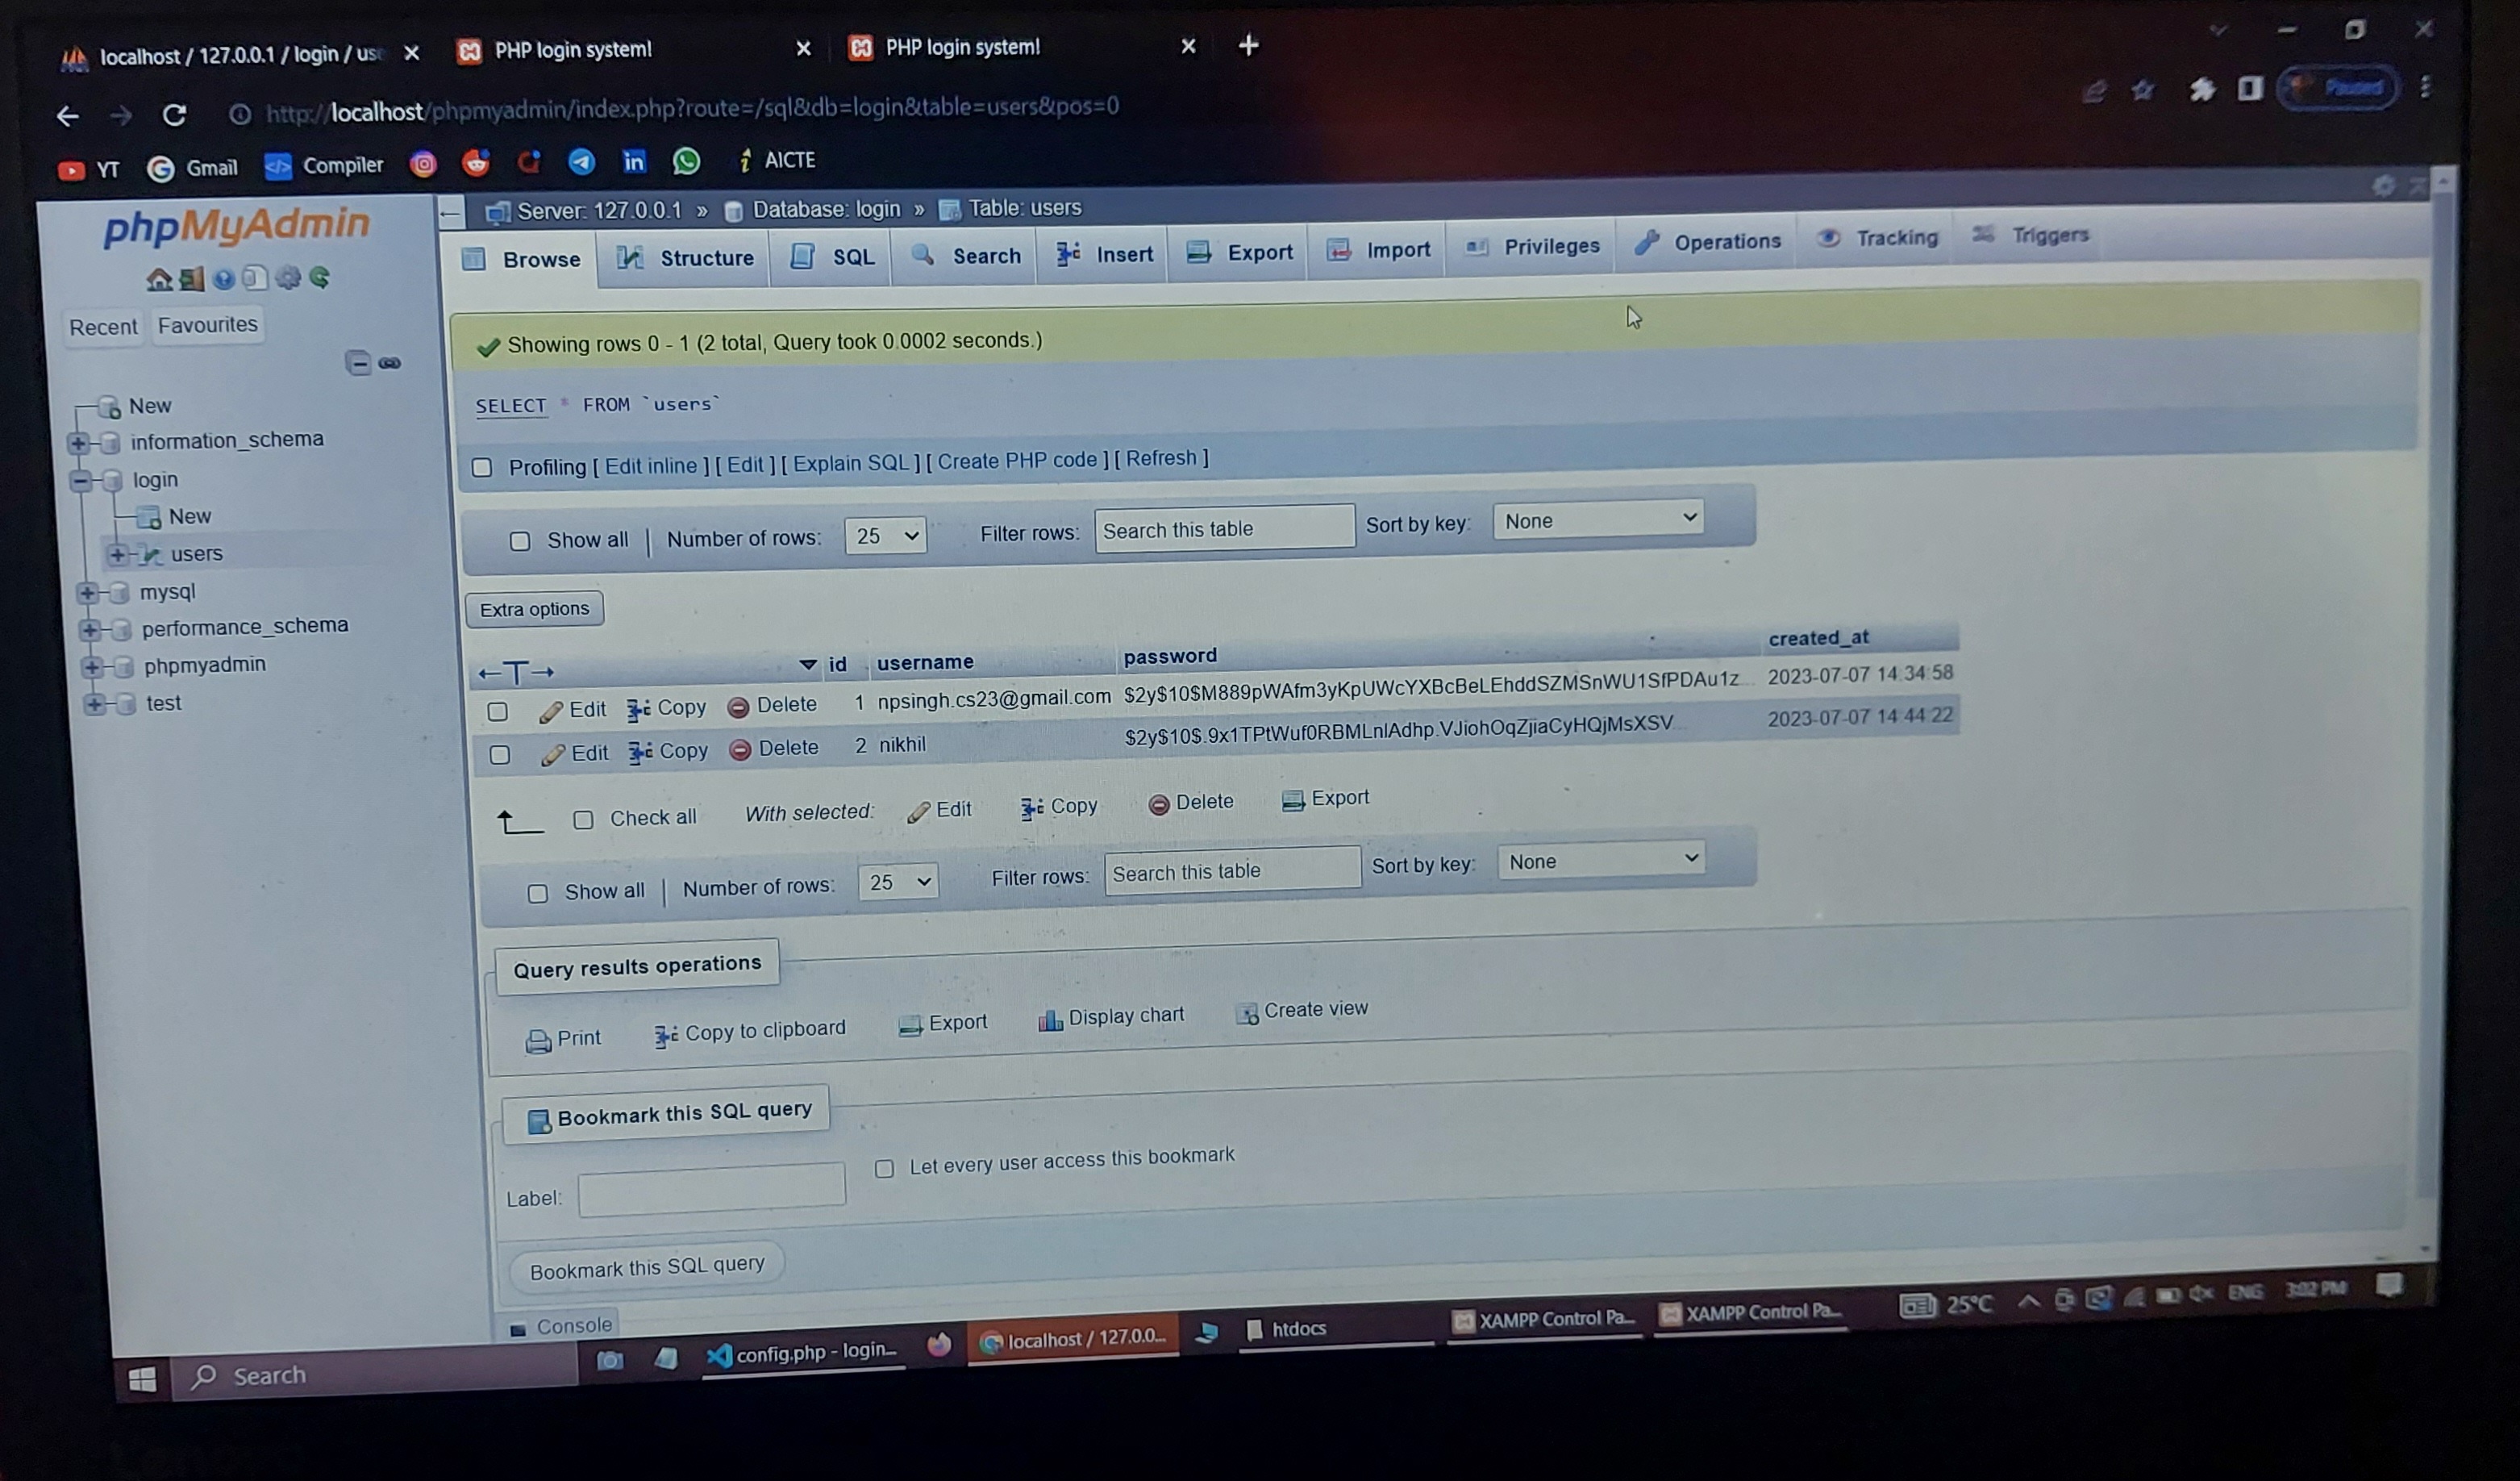 localhost / 127.0.0.1 / login / use
PHP login system!
PHP login system!
http://localhost/phpmyadmin/index.php?route=/sql&db=login&table=users&pos=0
Paused
YT Gmail Compiler in AICTE
phpMyAdmin
Recent Favourites
New
information_schema
login
New
users
mysql
performance_schema
phpmyadmin
test
Server: 127.0.0.1 » Database: login » Table: users
Browse Structure SQL Search Insert Export Import Privileges Operations Tracking Triggers
Showing rows 0 - 1 (2 total, Query took 0.0002 seconds.)
SELECT * FROM `users`
Profiling [ Edit inline ] [ Edit ] [ Explain SQL ] [ Create PHP code ] [ Refresh ]
Show all | Number of rows: 25 Filter rows: Search this table Sort by key: None
Extra options
←T→ id username password created_at
Edit Copy Delete 1 npsingh.cs23@gmail.com $2y$10$M889pWAfm3yKpUWcYXBcBeLEhddSZMSnWU1SfPDAu1z... 2023-07-07 14:34:58
Edit Copy Delete 2 nikhil $2y$10$.9x1TPtWuf0RBMLnlAdhp.VJiohOqZjiaCyHQjMsXSV... 2023-07-07 14:44:22
Check all With selected: Edit Copy Delete Export
Show all | Number of rows: 25 Filter rows: Search this table Sort by key: None
Query results operations
Print Copy to clipboard Export Display chart Create view
Bookmark this SQL query
Label: Let every user access this bookmark
Bookmark this SQL query
Console
Search config.php - login... localhost / 127.0.0... htdocs XAMPP Control Pa... XAMPP Control Pa... 25°C ENG 3:02 PM